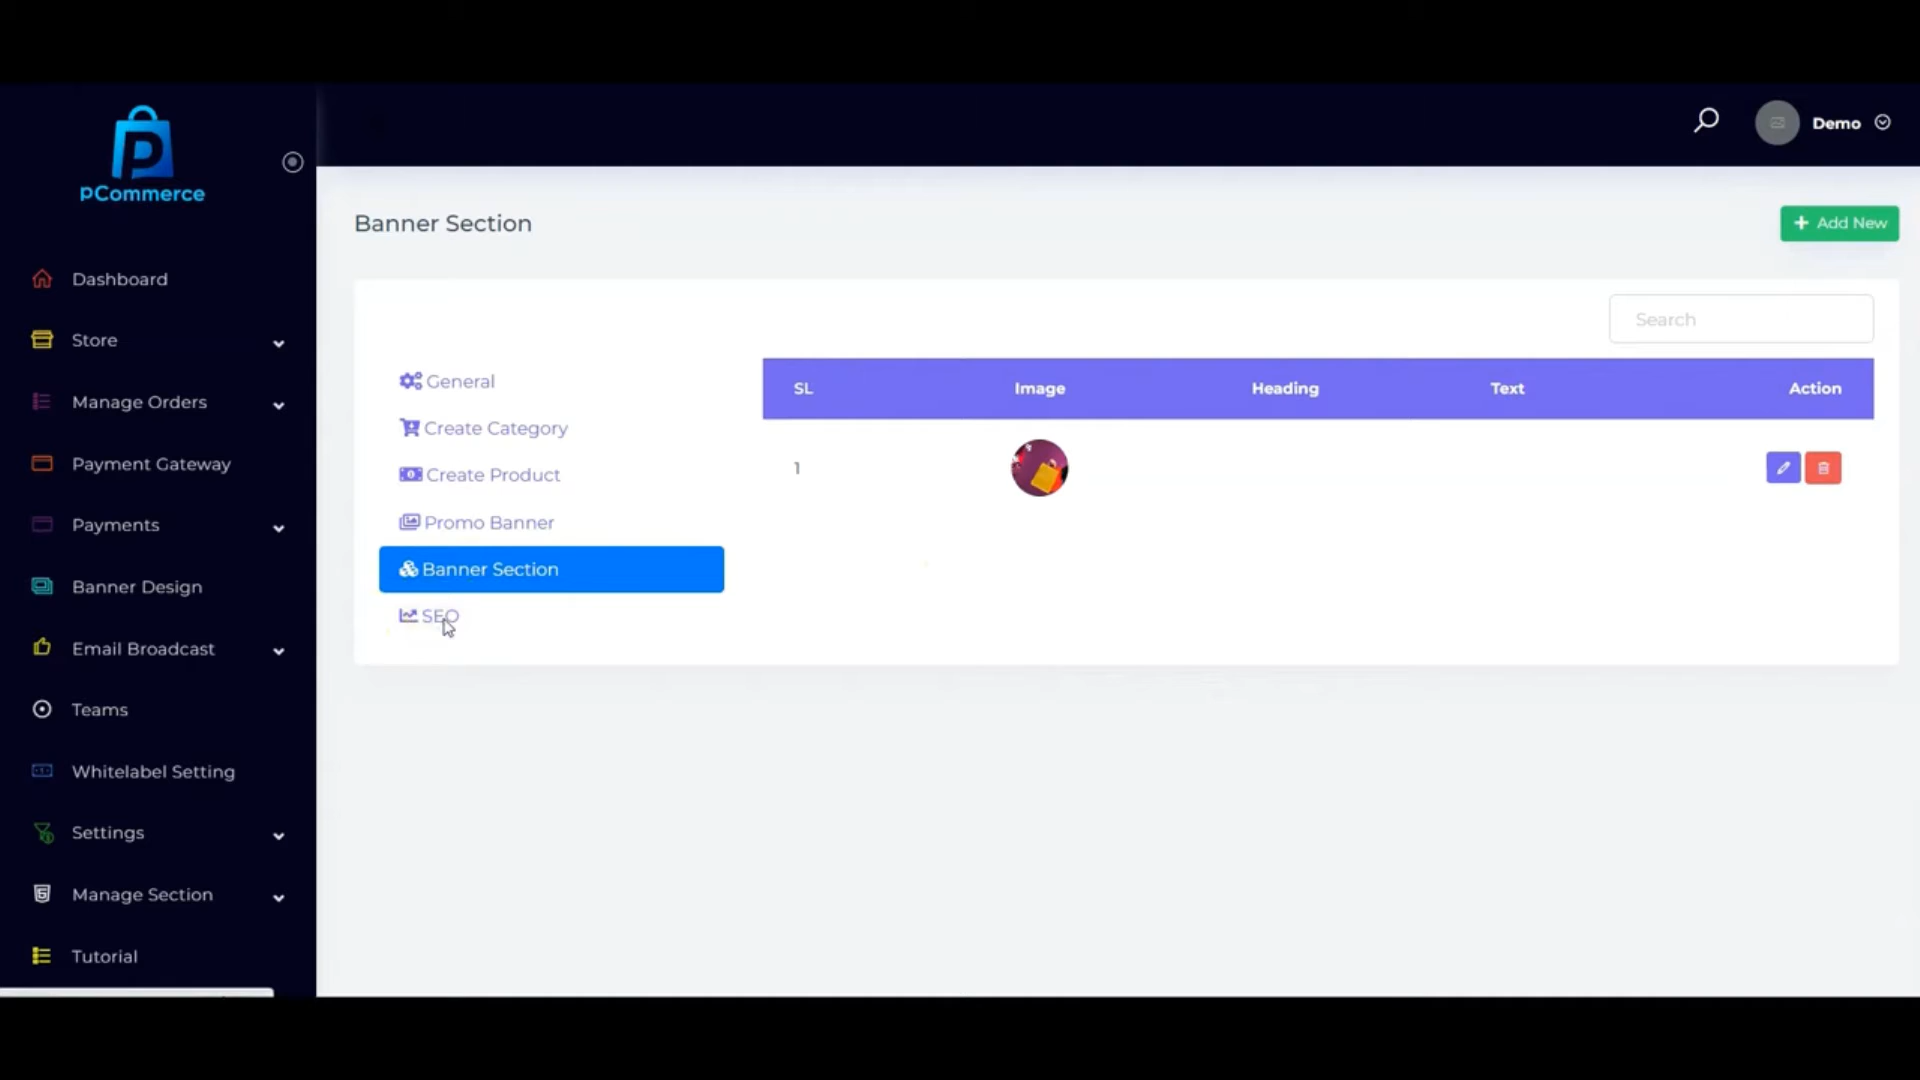 pCommerce
Demo
Banner Section
+ Add New
Dashboard
Store
Manage Orders
Payment Gateway
Payments
Banner Design
Email Broadcast
Teams
Whitelabel Setting
Settings
Manage Section
Tutorial
Search
General
Create Category
Create Product
Promo Banner
Banner Section
SEO
SL Image Heading Text Action
1